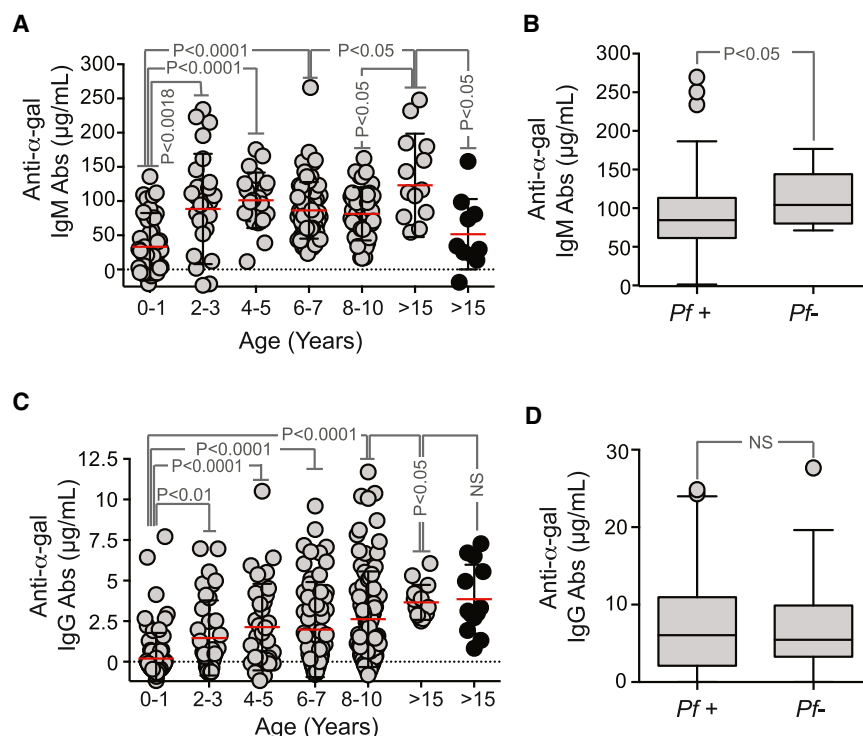 A
P<0.0001
P<0.05
P<0.0001
P<0.0018
P<0.05
P<0.05
Anti-α-gal
IgM Abs (µg/mL)
300
250
200
150
100
50
0
0-1 2-3 4-5 6-7 8-10 >15 >15
Age (Years)
B
P<0.05
Anti-α-gal
IgM Abs (µg/mL)
300
250
200
150
100
50
0
Pf + Pf-
C
P<0.0001
P<0.0001
P<0.0001
P<0.01
P<0.05
NS
Anti-α-gal
IgG Abs (µg/mL)
12.5
10
7.5
5.0
2.5
0
0-1 2-3 4-5 6-7 8-10 >15 >15
Age (Years)
D
NS
Anti-α-gal
IgG Abs (µg/mL)
30
20
10
0
Pf + Pf-